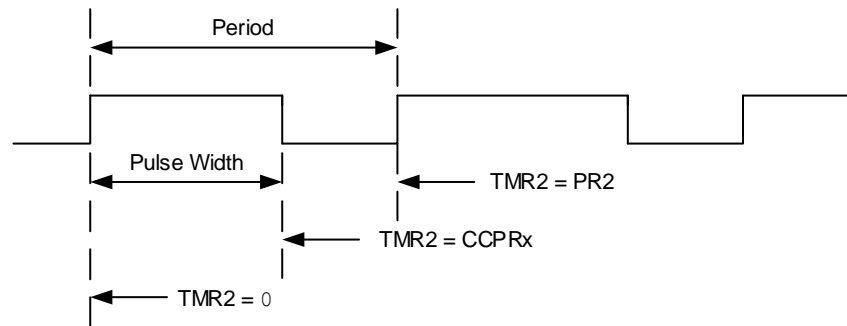 Period
Pulse Width
TMR2 = PR2
TMR2 = CCPRx
TMR2 = 0